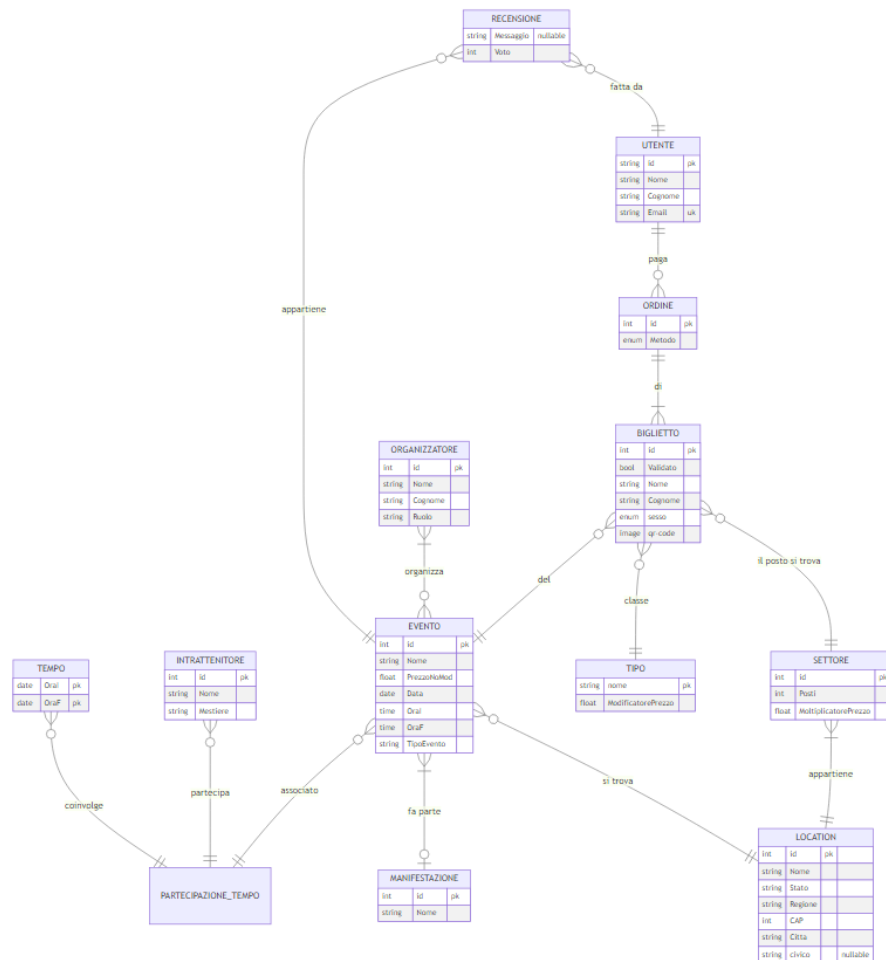 RECENSIONE
string Messaggio nullable
int Voto
fatta da
UTENTE
string id pk
string Nome
string Cognome
string Email uk
paga
ORDINE
int id pk
enum Metodo
appartiene
di
BIGLIETTO
int id pk
bool Validato
string Nome
string Cognome
enum sesso
image qr-code
ORGANIZZATORE
int id pk
string Nome
string Cognome
string Ruolo
organizza
del
classe
il posto si trova
EVENTO
int id pk
string Nome
float PrezzoNoMod
date Data
time OraI
time OraF
string TipoEvento
TEMPO
date OraI pk
date OraF pk
INTRATTENITORE
int id pk
string Nome
string Mestiere
TIPO
string nome pk
float ModificatorePrezzo
SETTORE
int id pk
int Posti
float MoltiplicatorePrezzo
coinvolge
partecipa
associato
fa parte
si trova
appartiene
PARTECIPAZIONE_TEMPO
MANIFESTAZIONE
int id pk
string Nome
LOCATION
int id pk
string Nome
string Stato
string Regione
int CAP
string Citta
string civico nullable